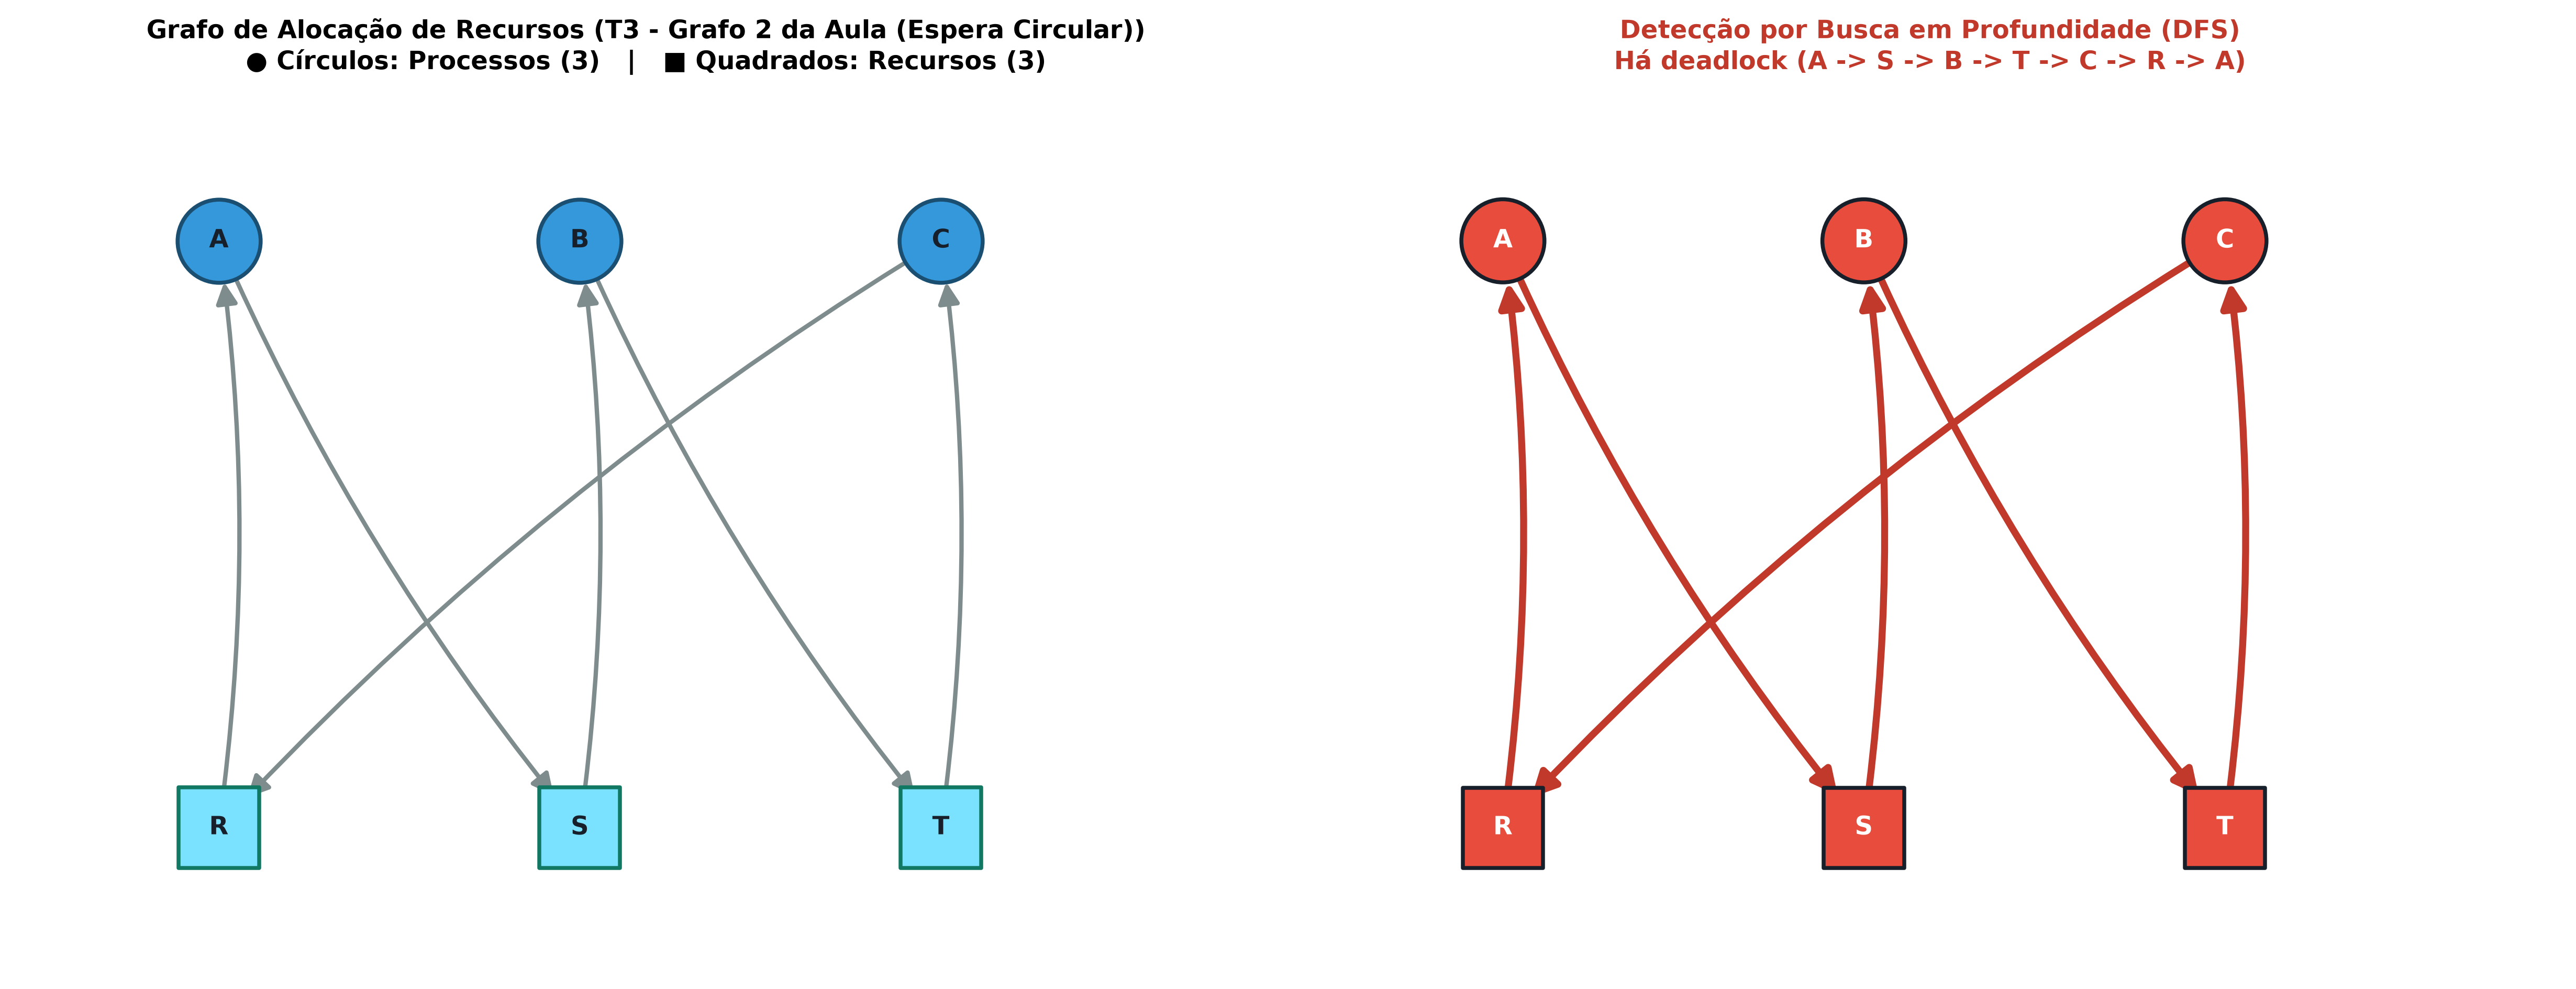 Grafo de Alocação de Recursos (T3 - Grafo 2 da Aula (Espera Circular))
● Círculos: Processos (3) | ■ Quadrados: Recursos (3)
A
B
C
R
S
T
Detecção por Busca em Profundidade (DFS)
Há deadlock (A -> S -> B -> T -> C -> R -> A)
A
B
C
R
S
T